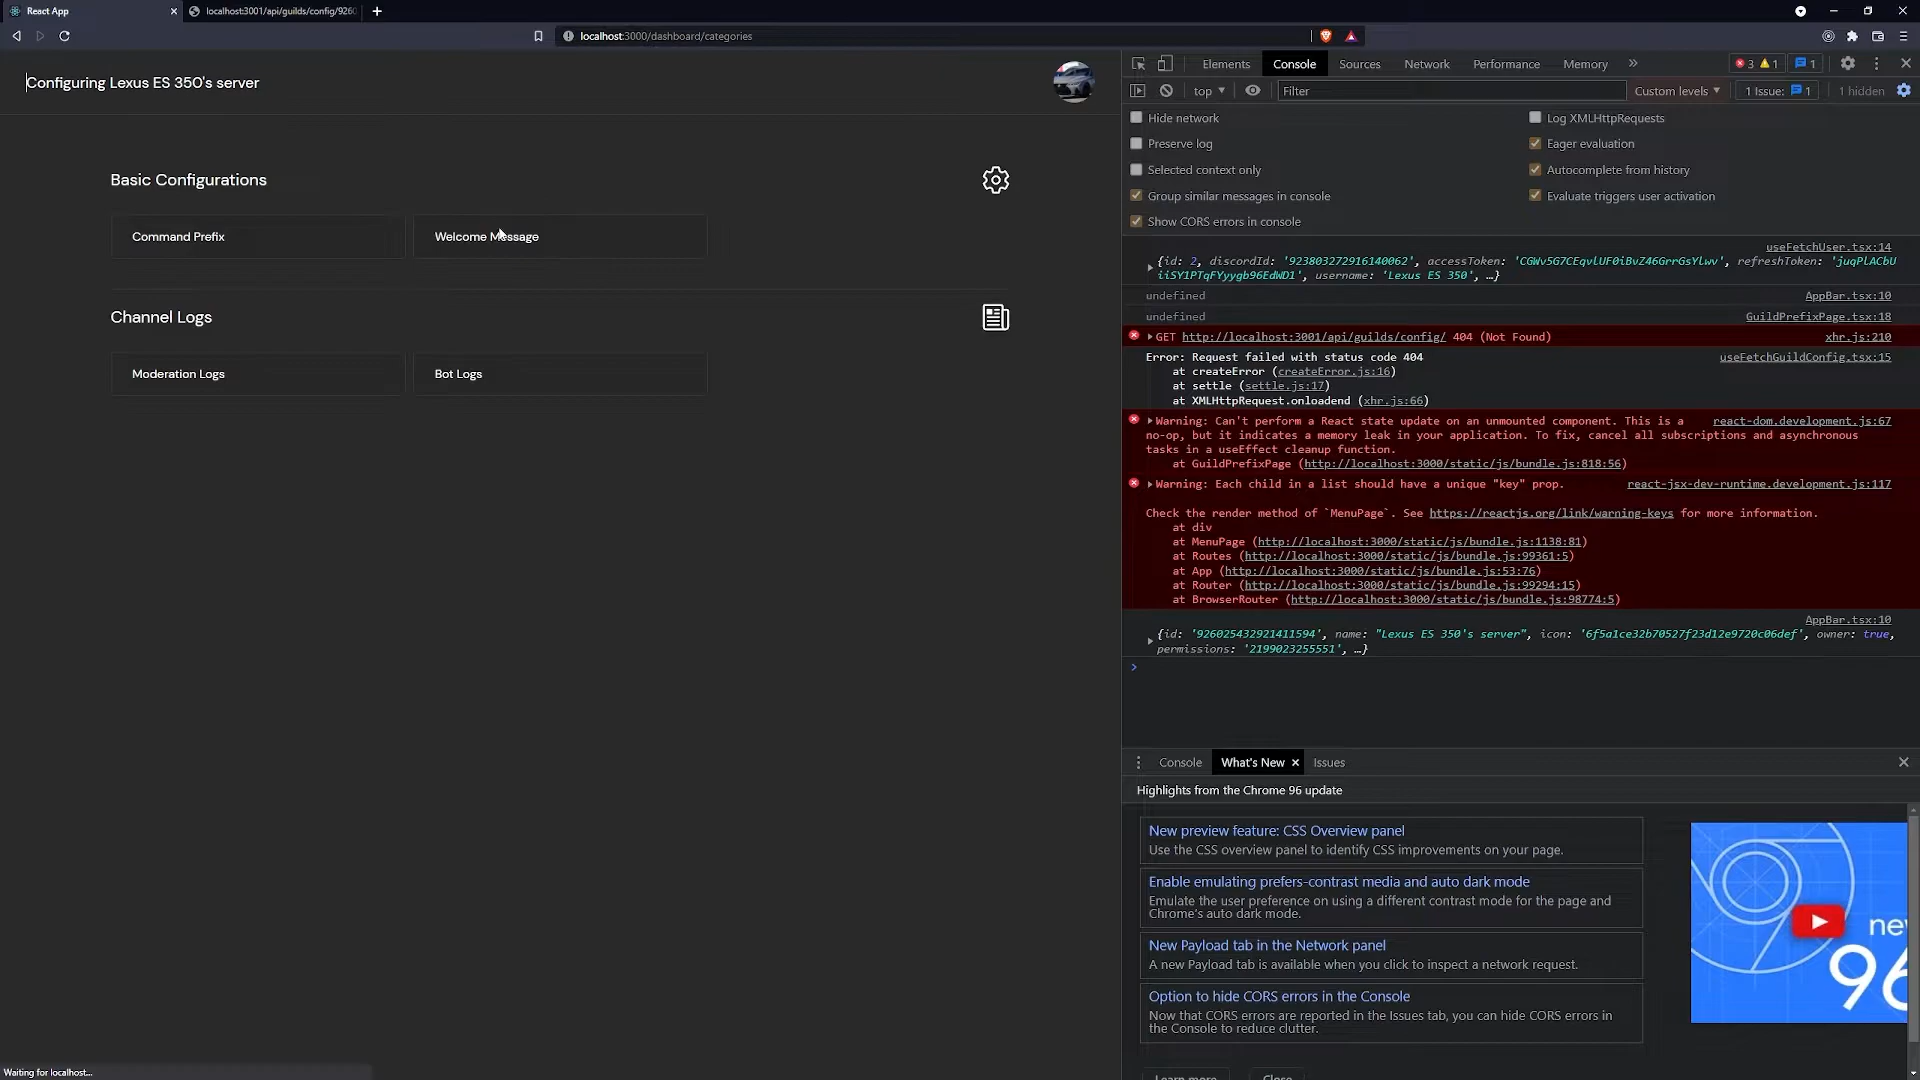 React App
localhost:3001/api/guilds/config/9260
localhost:3000/dashboard/categories
Configuring Lexus ES 350's server
Basic Configurations
Command Prefix
Welcome Message
Channel Logs
Moderation Logs
Bot Logs
Waiting for localhost...
Elements
Console
Sources
Network
Performance
Memory
3
1
1
top
Filter
Custom levels
1 Issue:
1
1 hidden
Hide network
Log XMLHttpRequests
Preserve log
Eager evaluation
Selected context only
Autocomplete from history
Group similar messages in console
Evaluate triggers user activation
Show CORS errors in console
useFetchUser.tsx:14
{id: 2, discordId: '923803272916140062', accessToken: 'CGWv5G7CEqvlUF0iBvZ46GrrGsYlwv', refreshToken: 'juqPlACbU
iiSY1PTqFYyygb96EdWD1', username: 'Lexus ES 350', …}
undefined
AppBar.tsx:10
undefined
GuildPrefixPage.tsx:18
GET http://localhost:3001/api/guilds/config/ 404 (Not Found)
xhr.js:210
Error: Request failed with status code 404
useFetchGuildConfig.tsx:15
at createError (createError.js:16)
at settle (settle.js:17)
at XMLHttpRequest.onloadend (xhr.js:66)
Warning: Can't perform a React state update on an unmounted component. This is a
react-dom.development.js:67
no-op, but it indicates a memory leak in your application. To fix, cancel all subscriptions and asynchronous
tasks in a useEffect cleanup function.
at GuildPrefixPage (http://localhost:3000/static/js/bundle.js:818:56)
Warning: Each child in a list should have a unique "key" prop.
react-jsx-dev-runtime.development.js:117
Check the render method of `MenuPage`. See https://reactjs.org/link/warning-keys for more information.
at div
at MenuPage (http://localhost:3000/static/js/bundle.js:1138:81)
at Routes (http://localhost:3000/static/js/bundle.js:99361:5)
at App (http://localhost:3000/static/js/bundle.js:53:76)
at Router (http://localhost:3000/static/js/bundle.js:99294:15)
at BrowserRouter (http://localhost:3000/static/js/bundle.js:98774:5)
AppBar.tsx:10
{id: '926025432921411594', name: "Lexus ES 350's server", icon: '6f5a1ce32b70527f23d12e9720c06def', owner: true,
permissions: '2199023255551', …}
Console
What's New
Issues
Highlights from the Chrome 96 update
New preview feature: CSS Overview panel
Use the CSS overview panel to identify CSS improvements on your page.
Enable emulating prefers-contrast media and auto dark mode
Emulate the user preference on using a different contrast mode for the page and
Chrome's auto dark mode.
New Payload tab in the Network panel
A new Payload tab is available when you click to inspect a network request.
Option to hide CORS errors in the Console
Now that CORS errors are reported in the Issues tab, you can hide CORS errors in
the Console to reduce clutter.
new
96
Learn more
Close